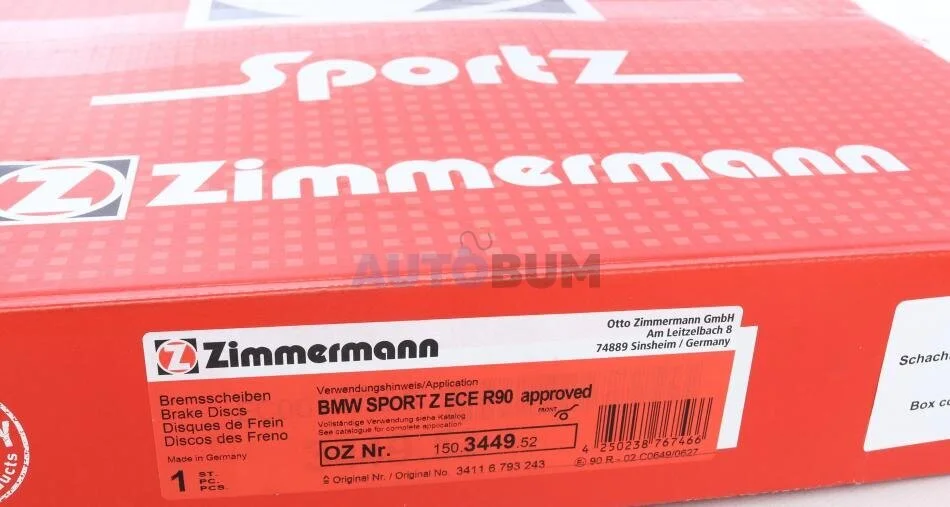 SportZ
Z Zimmermann
AUTOBUM
Z Zimmermann
Otto Zimmermann GmbH
Am Leitzelbach 8
74889 Sinsheim / Germany
Bremsscheiben
Brake Discs
Disques de Frein
Discos des Freno
Made in Germany
1 ST.
PC.
PCS.
Verwendungshinweis/Application
BMW SPORT Z ECE R90 approved
Vollständige Verwendung siehe Katalog
See catalogue for complete application
FRONT
OZ Nr. 150.3449.52
Original Nr. / Original No. 3411 6 793 243
4 250238 767466
90 R - 02 C0649/0627
Box co